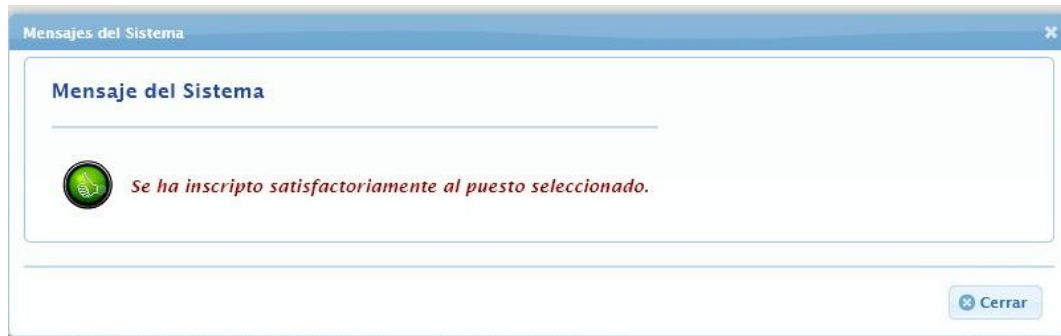 Mensajes del Sistema
Mensaje del Sistema
Se ha inscripto satisfactoriamente al puesto seleccionado.
Cerrar